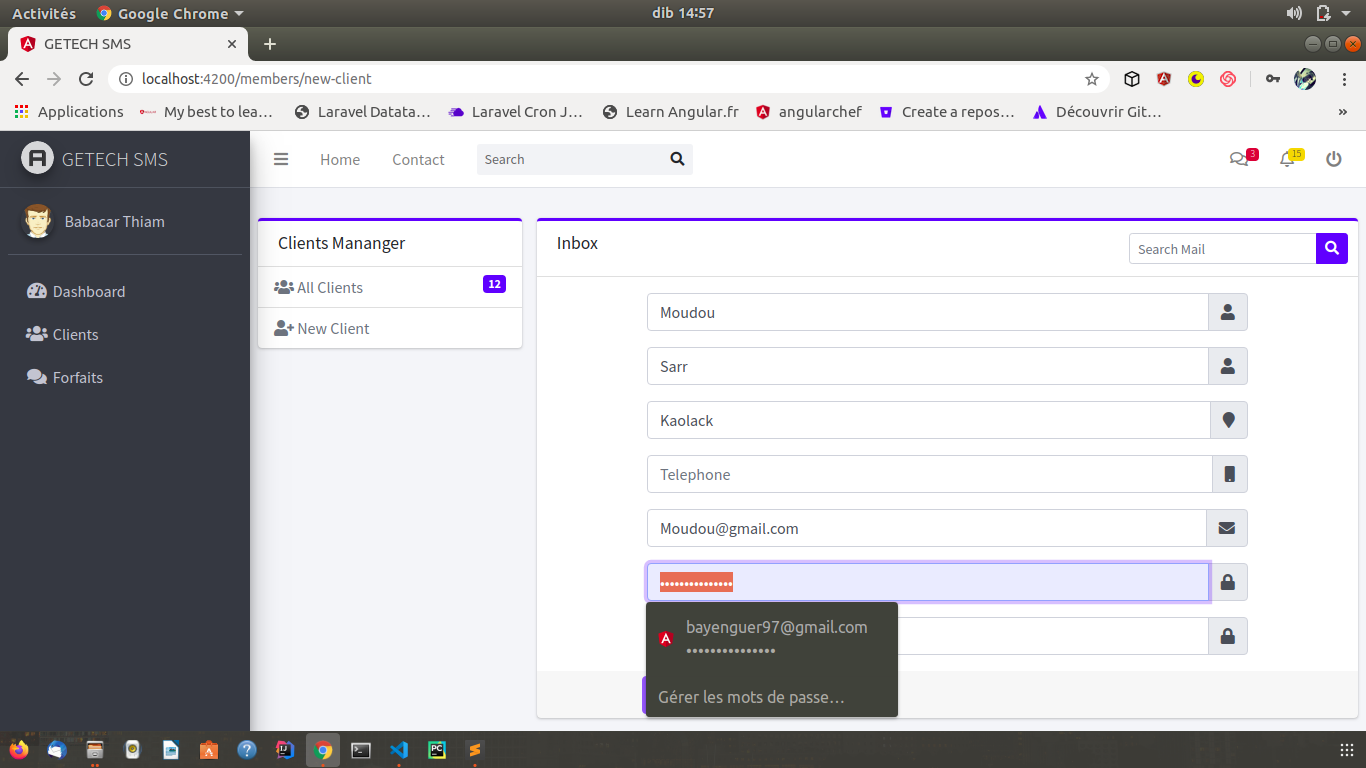 Activités
Google Chrome
dib 14:57
GETECH SMS
localhost:4200/members/new-client
Applications
My best to lea…
Laravel Datata…
Laravel Cron J…
Learn Angular.fr
angularchef
Create a repos…
Découvrir Git…
»
GETECH SMS
Home
Contact
Search
3
15
Babacar Thiam
Dashboard
Clients
Forfaits
Clients Mananger
All Clients
12
New Client
Inbox
Search Mail
Moudou
Sarr
Kaolack
Telephone
Moudou@gmail.com
•••••••••••••••
bayenguer97@gmail.com
•••••••••••••••
Gérer les mots de passe…